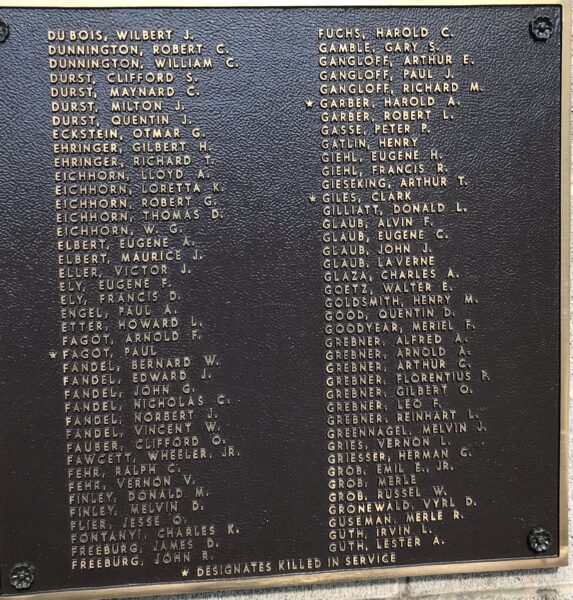 DUBOIS, WILBERT J.
DUNNINGTON, ROBERT C.
DUNNINGTON, WILLIAM C.
DURST, CLIFFORD S.
DURST, MAYNARD C.
DURST, MILTON J.
DURST, QUENTIN J.
ECKSTEIN, OTMAR G.
EHRINGER, GILBERT H.
EHRINGER, RICHARD T.
EICHHORN, LLOYD A.
EICHHORN, LORETTA K.
EICHHORN, ROBERT G.
EICHHORN, THOMAS D.
EICHHORN, W. G.
ELBERT, EUGENE A.
ELBERT, MAURICE J.
ELLER, VICTOR J.
ELY, EUGENE F.
ELY, FRANCIS D.
ENGEL, PAUL A.
ETTER, HOWARD L.
FAGOT, ARNOLD F.
* FAGOT, PAUL
FANDEL, BERNARD W.
FANDEL, EDWARD J.
FANDEL, JOHN G.
FANDEL, NICHOLAS C.
FANDEL, NORBERT J.
FANDEL, VINCENT W.
FAUBER, CLIFFORD O.
FAWCETT, WHEELER, JR.
FEHR, RALPH C.
FEHR, VERNON V.
FINLEY, DONALD M.
FINLEY, MELVIN D.
FLIER, JESSE O.
FONTANYI, CHARLES K.
FREEBURG, JAMES D.
FREEBURG, JOHN R.
FUCHS, HAROLD C.
GAMBLE, GARY S.
GANGLOFF, ARTHUR E.
GANGLOFF, PAUL J.
GANGLOFF, RICHARD M.
* GARBER, HAROLD A.
GARBER, ROBERT L.
GASSE, PETER P.
GATLIN, HENRY
GIEHL, EUGENE H.
GIEHL, FRANCIS R.
GIESEKING, ARTHUR T.
* GILES, CLARK
GILLIATT, DONALD L.
GLAUB, ALVIN F.
GLAUB, EUGENE C.
GLAUB, JOHN J.
GLAUB, LAVERNE
GLAZA, CHARLES A.
GOETZ, WALTER E.
GOLDSMITH, HENRY M.
GOOD, QUENTIN D.
GOODYEAR, MERIEL F.
GREBNER, ALFRED A.
GREBNER, ARNOLD A.
GREBNER, ARTHUR G.
GREBNER, FLORENTIUS P.
GREBNER, GILBERT O.
GREBNER, LEO F.
GREBNER, REINHART L.
GREENNAGEL, MELVIN J.
GRIES, VERNON L.
GRIESSER, HERMAN C.
GROB, EMIL E., JR.
GROB, MERLE
GROB, RUSSEL W.
GRONEWALD, VYRL D.
GUSEMAN, MERLE R.
GUTH, IRVIN L.
GUTH, LESTER A.
* DESIGNATES KILLED IN SERVICE